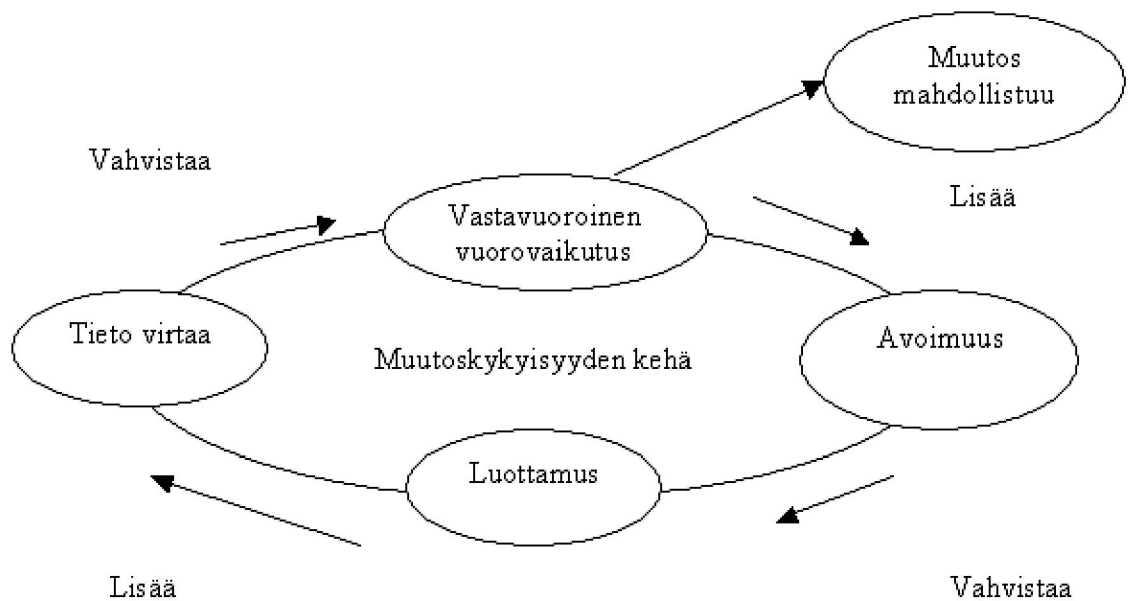 Muutos
mahdollistuu
Vahvistaa
Lisää
Vastavuoroinen
vuorovaikutus
Tieto virtaa
Avoimuus
Muutoskykyisyyden kehä
Luottamus
Lisää
Vahvistaa